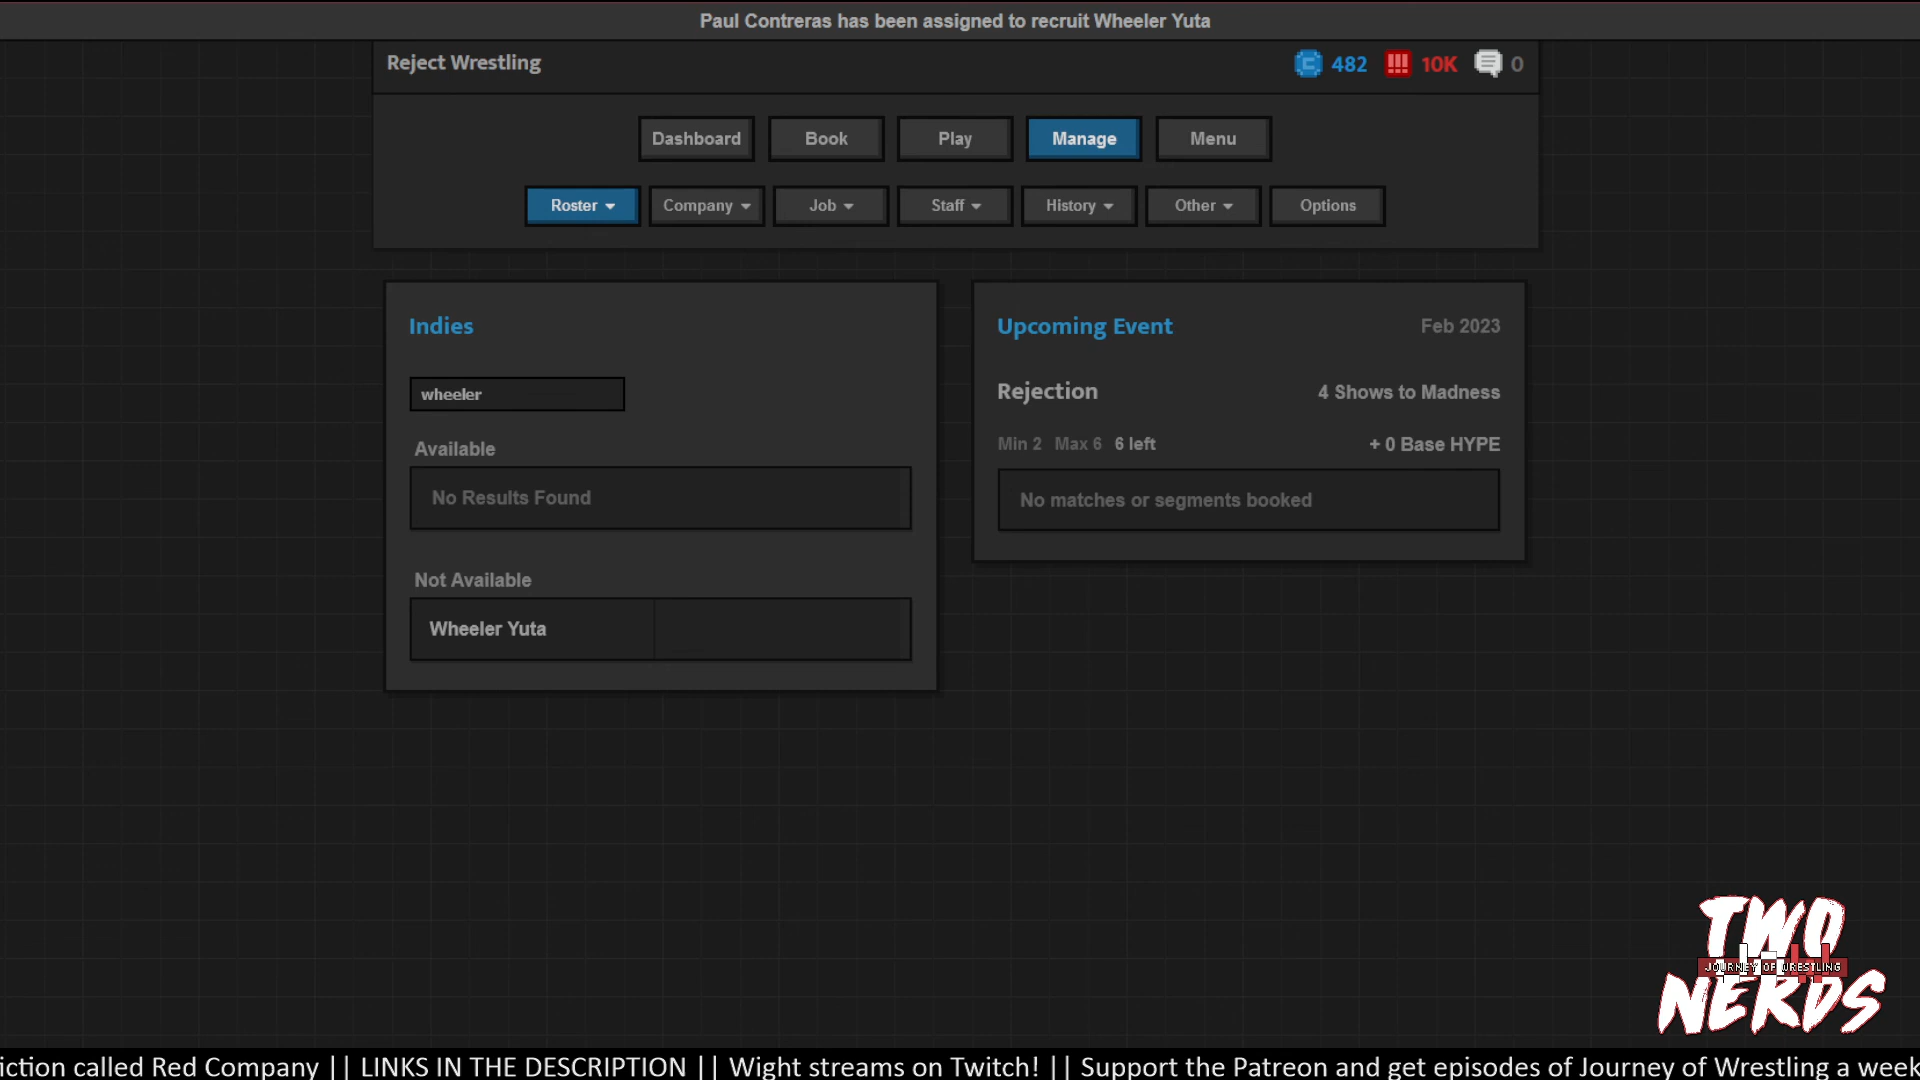 Paul Contreras has been assigned to recruit Wheeler Yuta
Reject Wrestling
482 10K 0
Dashboard Book Play Manage Menu
Roster Company Job Staff History Other Options
Indies
wheeler
Available
No Results Found
Not Available
Wheeler Yuta
Upcoming Event Feb 2023
Rejection 4 Shows to Madness
Min 2 Max 6 6 left + 0 Base HYPE
No matches or segments booked
TWO
JOURNEY OF WRESTLING
NERDS
iction called Red Company || LINKS IN THE DESCRIPTION || Wight streams on Twitch! || Support the Patreon and get episodes of Journey of Wrestling a week